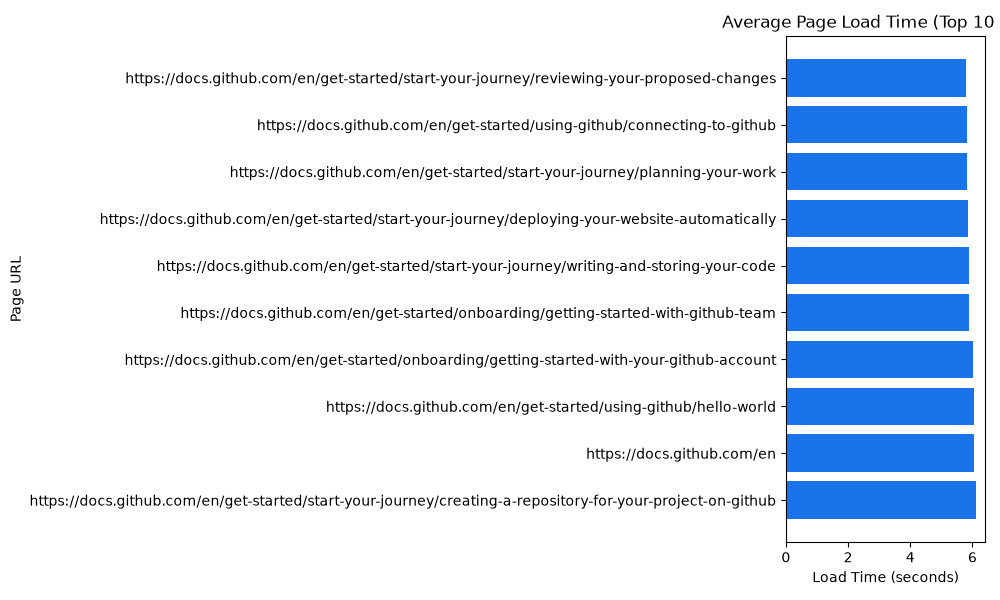 Average Page Load Time (Top 10
https://docs.github.com/en/get-started/start-your-journey/reviewing-your-proposed-changes
https://docs.github.com/en/get-started/using-github/connecting-to-github
https://docs.github.com/en/get-started/start-your-journey/planning-your-work
https://docs.github.com/en/get-started/start-your-journey/deploying-your-website-automatically
https://docs.github.com/en/get-started/start-your-journey/writing-and-storing-your-code
https://docs.github.com/en/get-started/onboarding/getting-started-with-github-team
https://docs.github.com/en/get-started/onboarding/getting-started-with-your-github-account
https://docs.github.com/en/get-started/using-github/hello-world
https://docs.github.com/en
https://docs.github.com/en/get-started/start-your-journey/creating-a-repository-for-your-project-on-github
Page URL
0 2 4 6
Load Time (seconds)